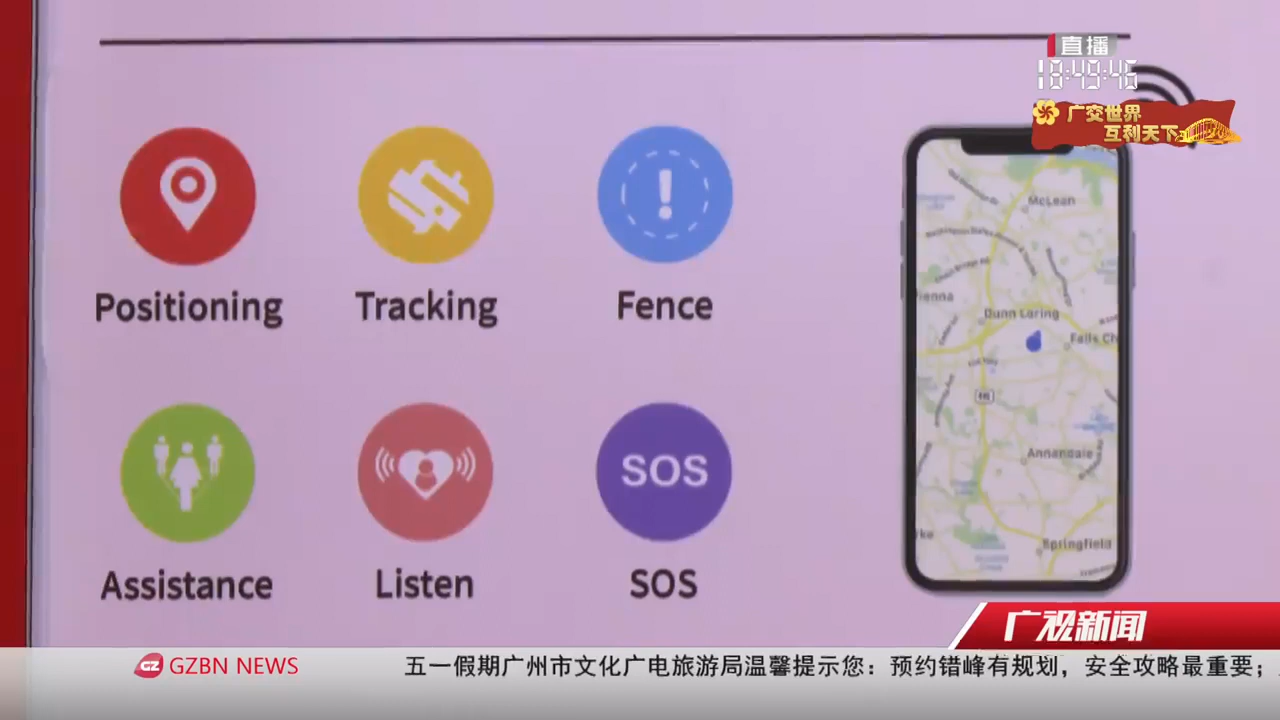 直播
18:49:46
广交世界
互利天下
Positioning
Tracking
Fence
Assistance
Listen
SOS
SOS
McLean
Dunn Loring
Falls Ch
Annandale
Springfield
广视新闻
GZ
GZBN NEWS
五一假期广州市文化广电旅游局温馨提示您：预约错峰有规划，安全攻略最重要；